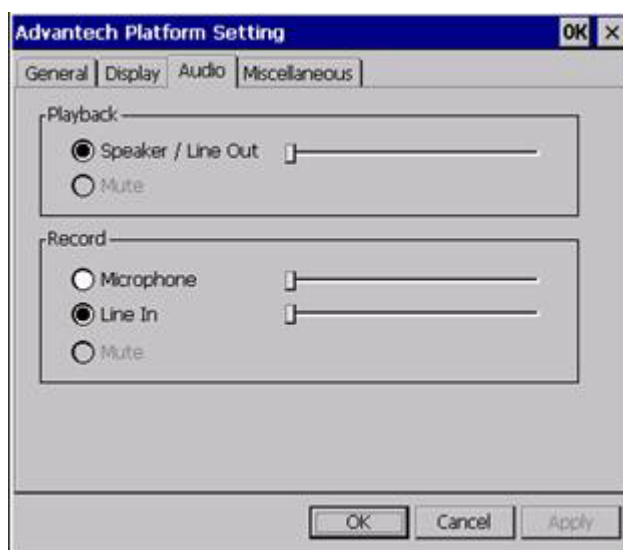 Advantech Platform Setting OK ×
General Display Audio Miscellaneous
Playback
Speaker / Line Out
Mute
Record
Microphone
Line In
Mute
OK Cancel Apply